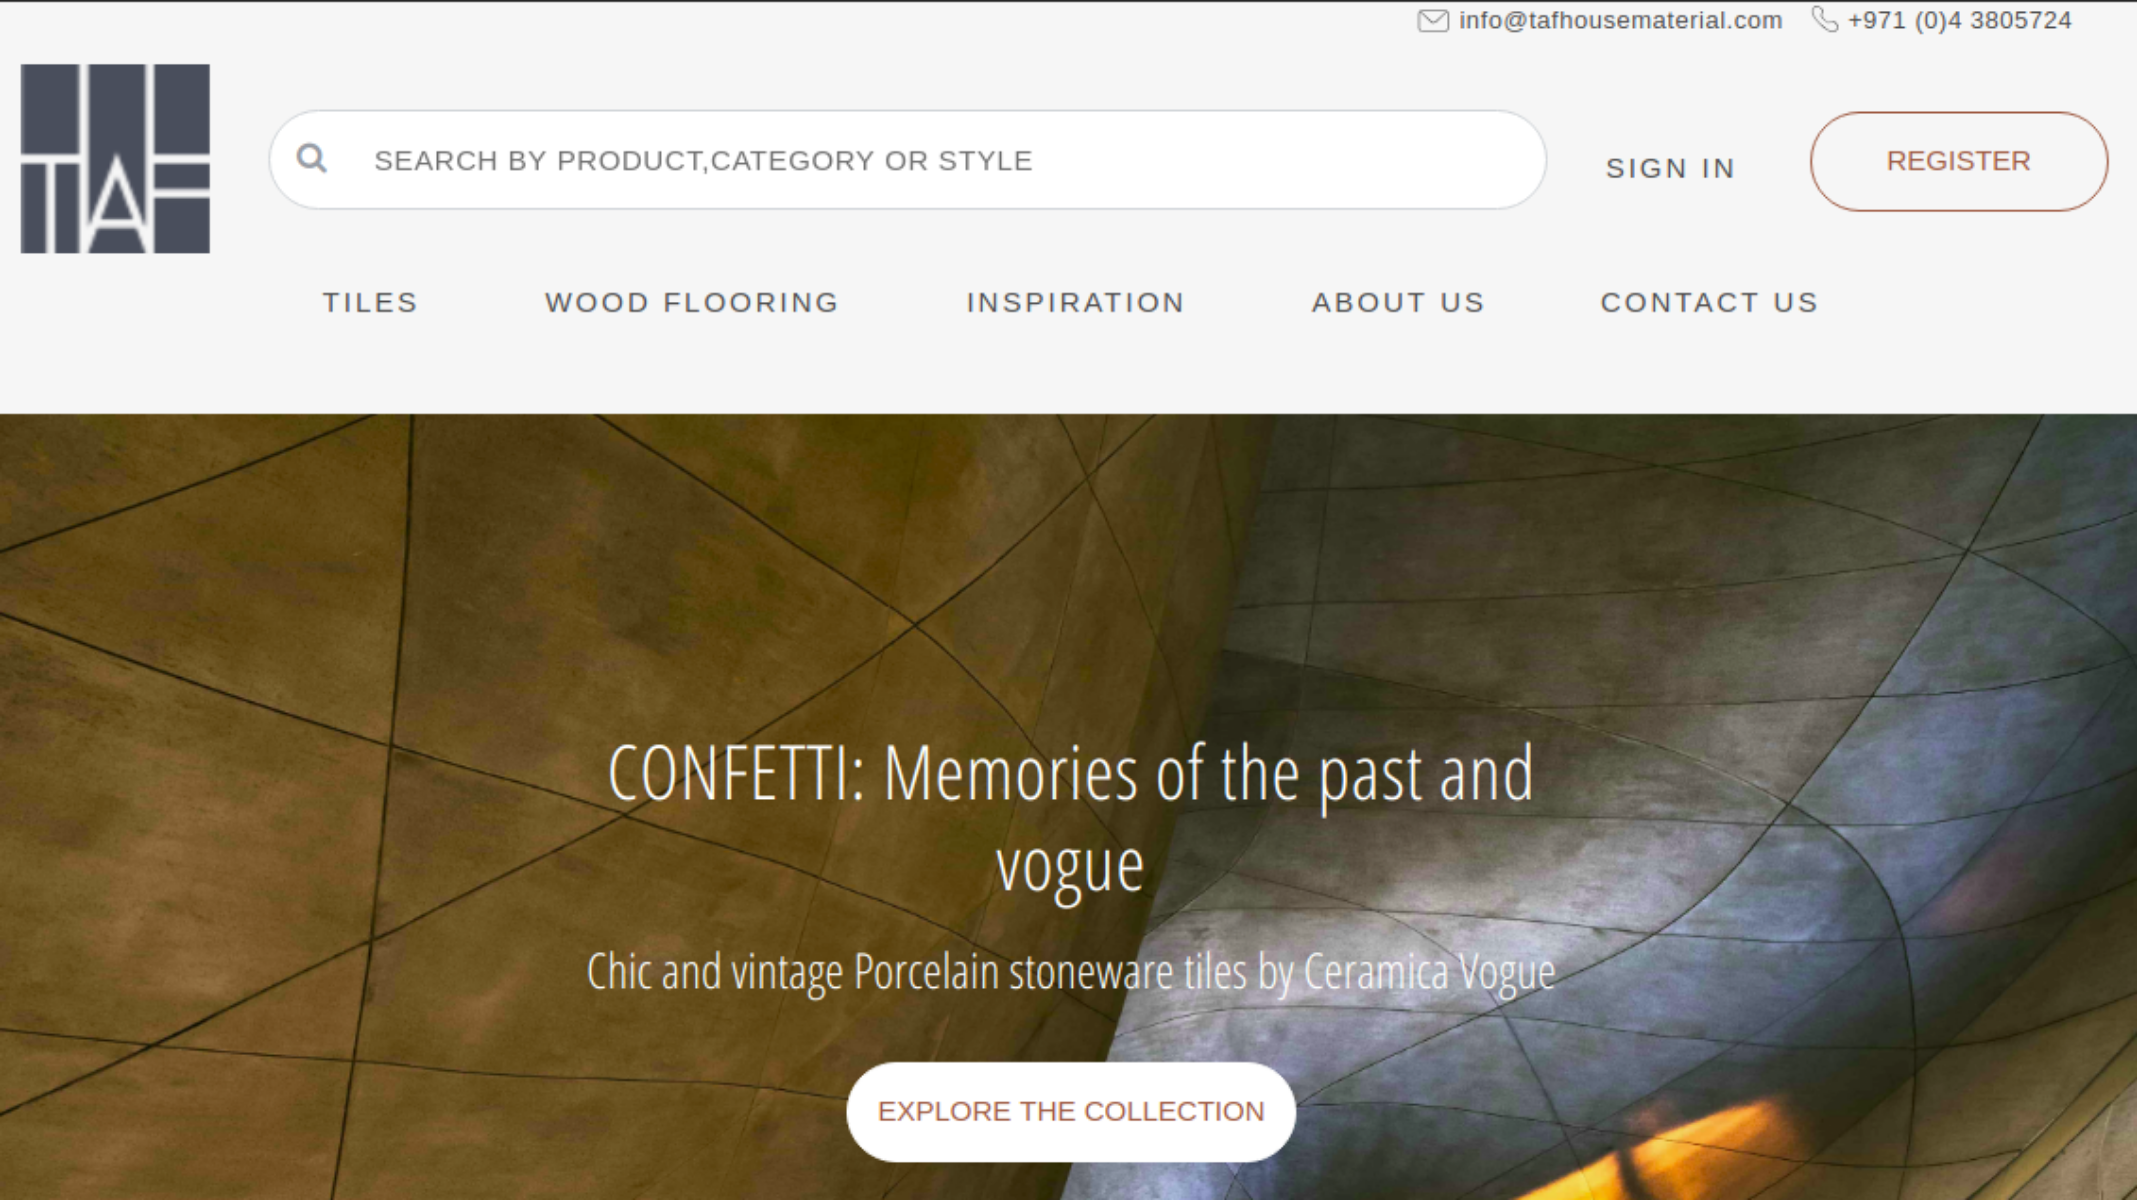 info@tafhousematerial.com +971 (0)4 3805724
TAF
SEARCH BY PRODUCT,CATEGORY OR STYLE
SIGN IN
REGISTER
TILES WOOD FLOORING INSPIRATION ABOUT US CONTACT US
CONFETTI: Memories of the past and
vogue
Chic and vintage Porcelain stoneware tiles by Ceramica Vogue
EXPLORE THE COLLECTION